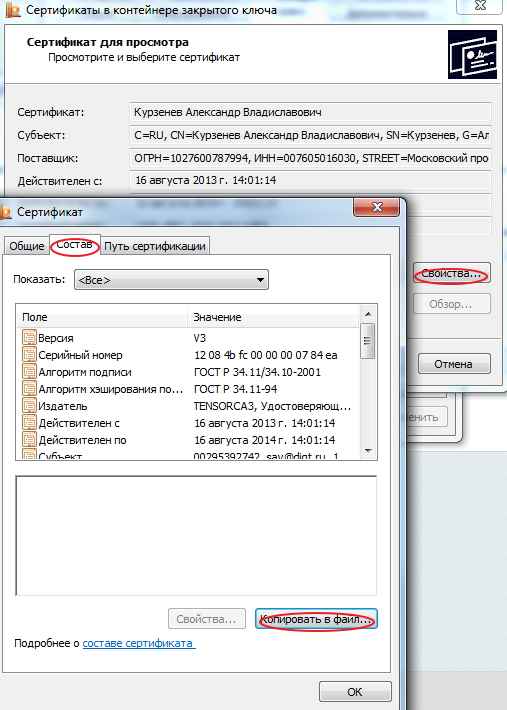 Сертификаты в контейнере закрытого ключа
Сертификат для просмотра
Просмотрите и выберите сертификат
Сертификат: Курзенев Александр Владиславович
Субъект: C=RU, CN=Курзенев Александр Владиславович, SN=Курзенев, G=Ал
Поставщик: ОГРН=1027600787994, ИНН=007605016030, STREET=Московский про
Действителен с: 16 августа 2013 г. 14:01:14
Сертификат
Общие Состав Путь сертификации
Свойства...
Показать: <Все>
Обзор...
Поле Значение
Версия V3
Серийный номер 12 08 4b fc 00 00 00 07 84 ea
Алгоритм подписи ГОСТ Р 34.11/34.10-2001
Отмена
Алгоритм хэширования по... ГОСТ Р 34.11-94
Издатель TENSORCA3, Удостоверяющ...
Действителен с 16 августа 2013 г. 14:01:14
енить
Действителен по 16 августа 2014 г. 14:01:14
Субъект 00295392742, sav@digt.ru, 1
Свойства... Копировать в файл...
Подробнее о составе сертификата
ОК